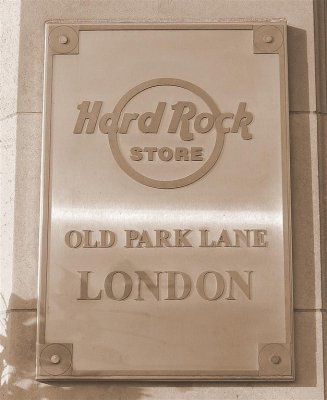 Hard Rock
STORE
OLD PARK LANE
LONDON